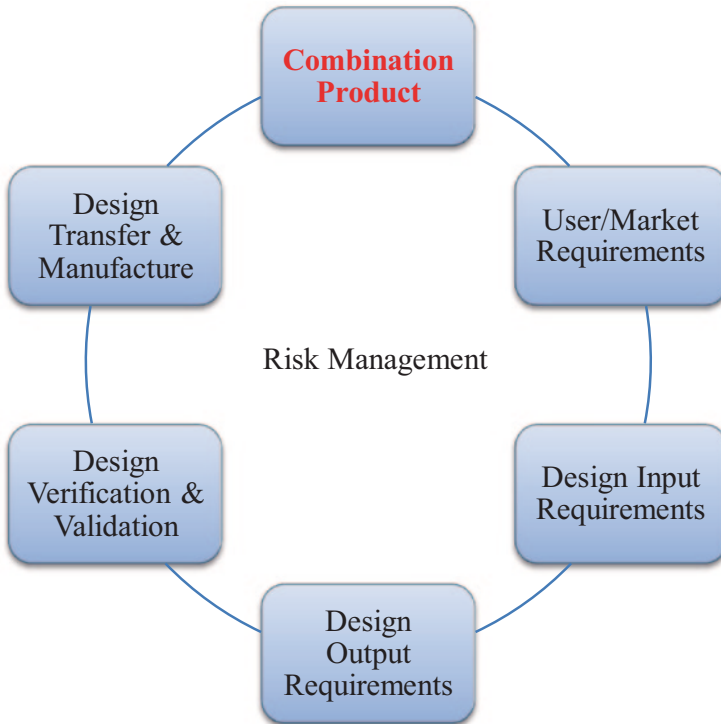 Combination
Product
User/Market
Requirements
Design Input
Requirements
Design
Output
Requirements
Design
Verification &
Validation
Design
Transfer &
Manufacture
Risk Management